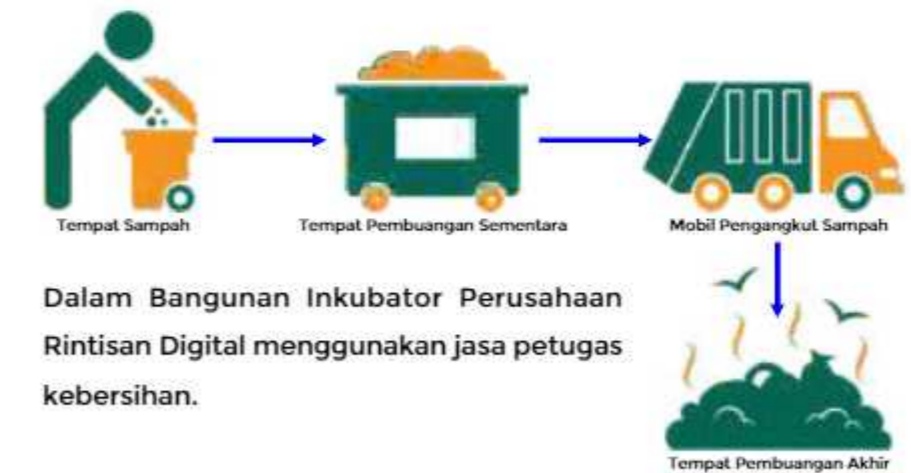 Tempat Sampah
Tempat Pembuangan Sementara
Mobil Pengangkut Sampah
Dalam Bangunan Inkubator Perusahaan
Rintisan Digital menggunakan jasa petugas
kebersihan.
Tempat Pembuangan Akhir